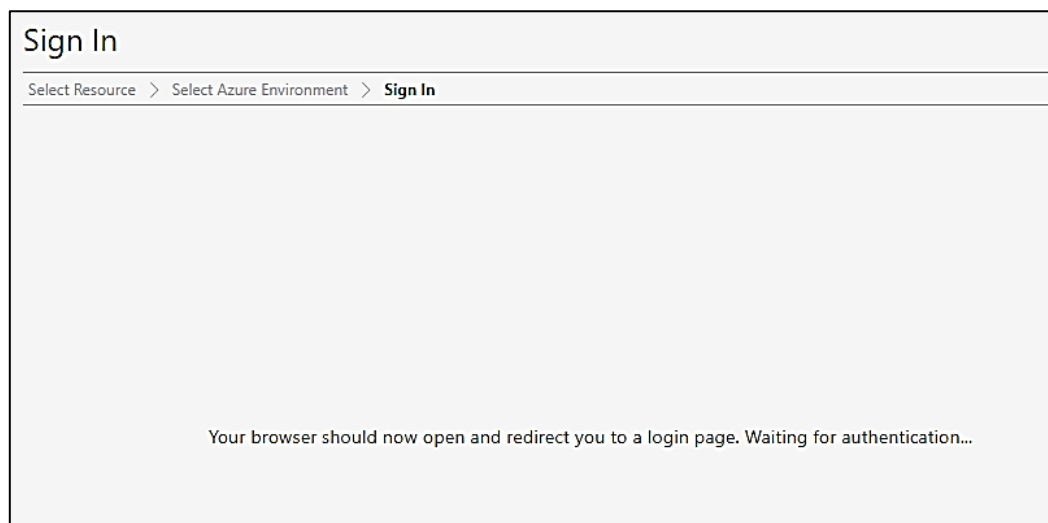 Sign In
Select Resource > Select Azure Environment > Sign In
Your browser should now open and redirect you to a login page. Waiting for authentication...